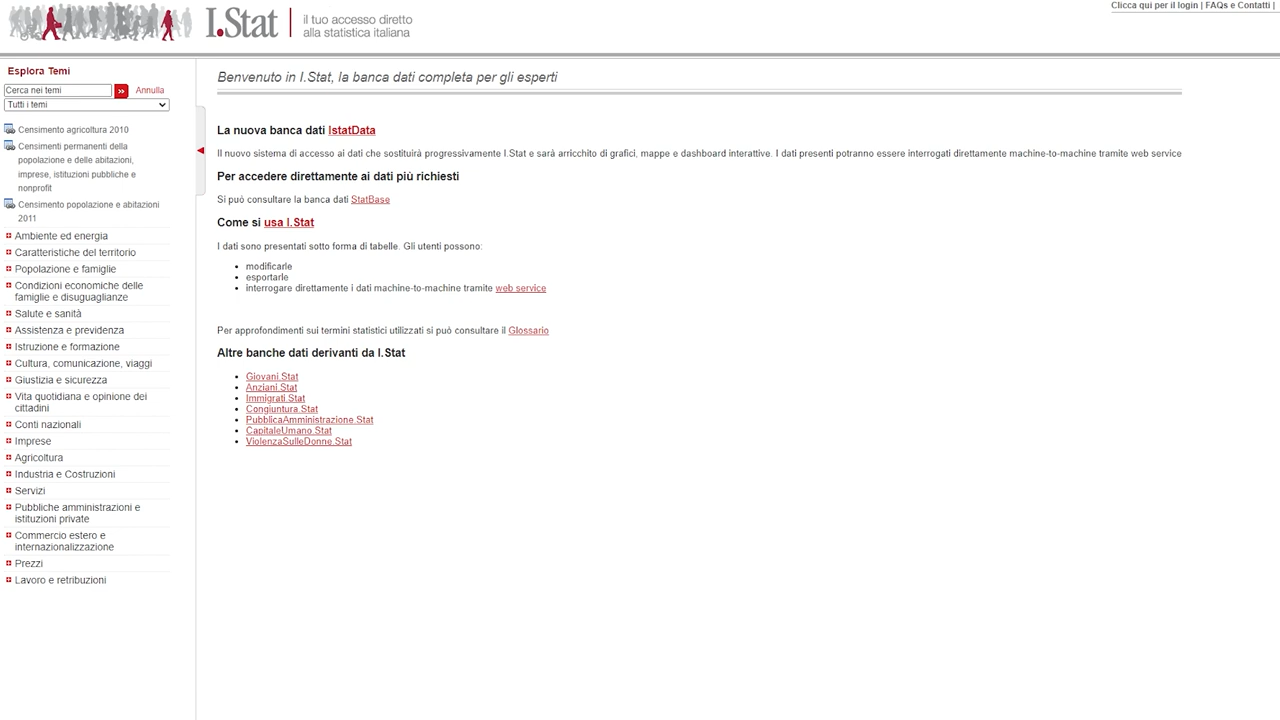 I.Stat
il tuo accesso diretto
alla statistica italiana
Clicca qui per il login | FAQs e Contatti |
Esplora Temi
Cerca nei temi
»
Annulla
Tutti i temi
Censimento agricoltura 2010
Censimenti permanenti della
popolazione e delle abitazioni,
imprese, istituzioni pubbliche e
nonprofit
Censimento popolazione e abitazioni
2011
Ambiente ed energia
Caratteristiche del territorio
Popolazione e famiglie
Condizioni economiche delle
famiglie e disuguaglianze
Salute e sanità
Assistenza e previdenza
Istruzione e formazione
Cultura, comunicazione, viaggi
Giustizia e sicurezza
Vita quotidiana e opinione dei
cittadini
Conti nazionali
Imprese
Agricoltura
Industria e Costruzioni
Servizi
Pubbliche amministrazioni e
istituzioni private
Commercio estero e
internazionalizzazione
Prezzi
Lavoro e retribuzioni
Benvenuto in I.Stat, la banca dati completa per gli esperti
La nuova banca dati IstatData
Il nuovo sistema di accesso ai dati che sostituirà progressivamente I.Stat e sarà arricchito di grafici, mappe e dashboard interattive. I dati presenti potranno essere interrogati direttamente machine-to-machine tramite web service
Per accedere direttamente ai dati più richiesti
Si può consultare la banca dati StatBase
Come si usa I.Stat
I dati sono presentati sotto forma di tabelle. Gli utenti possono:
• modificarle
• esportarle
• interrogare direttamente i dati machine-to-machine tramite web service
Per approfondimenti sui termini statistici utilizzati si può consultare il Glossario
Altre banche dati derivanti da I.Stat
• Giovani.Stat
• Anziani.Stat
• Immigrati.Stat
• Congiuntura.Stat
• PubblicaAmministrazione.Stat
• CapitaleUmano.Stat
• ViolenzaSulleDonne.Stat